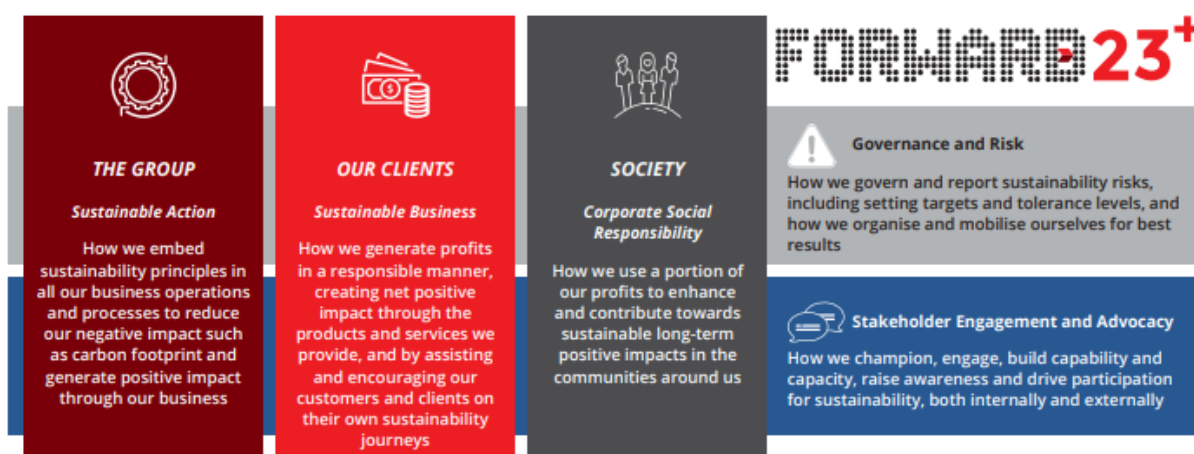 THE GROUP
Sustainable Action
How we embed
sustainability principles in
all our business operations
and processes to reduce
our negative impact such
as carbon footprint and
generate positive impact
through our business
OUR CLIENTS
Sustainable Business
How we generate profits
in a responsible manner,
creating net positive
impact through the
products and services we
provide, and by assisting
and encouraging our
customers and clients on
their own sustainability
journeys
SOCIETY
Corporate Social
Responsibility
How we use a portion of
our profits to enhance
and contribute towards
sustainable long-term
positive impacts in the
communities around us
FORWARD23+
Governance and Risk
How we govern and report sustainability risks,
including setting targets and tolerance levels, and
how we organise and mobilise ourselves for best
results
Stakeholder Engagement and Advocacy
How we champion, engage, build capability and
capacity, raise awareness and drive participation
for sustainability, both internally and externally